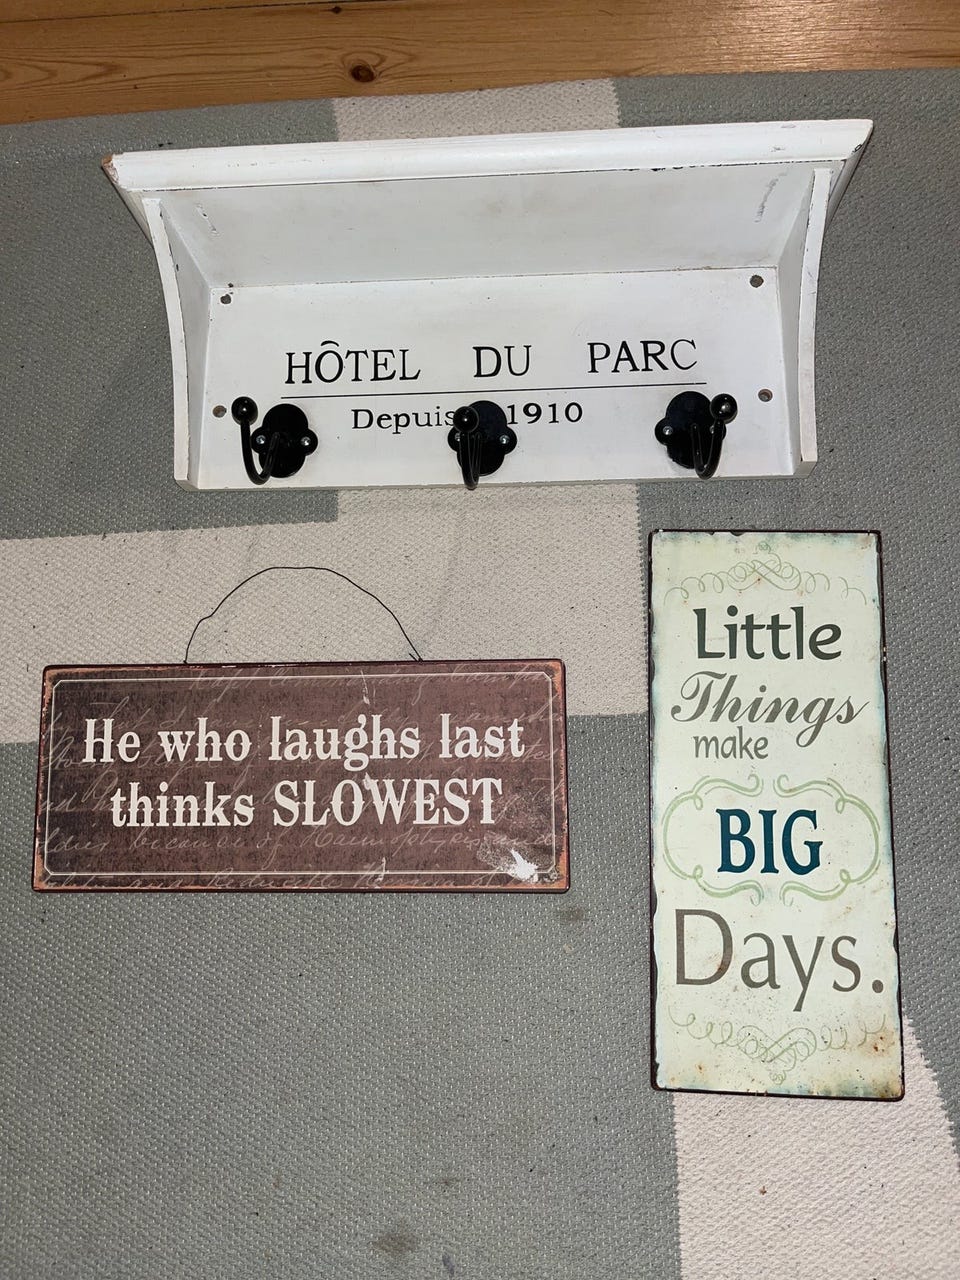 HÔTEL DU PARC
Depuis 1910
He who laughs last
thinks SLOWEST
Little
Things
make
BIG
Days.